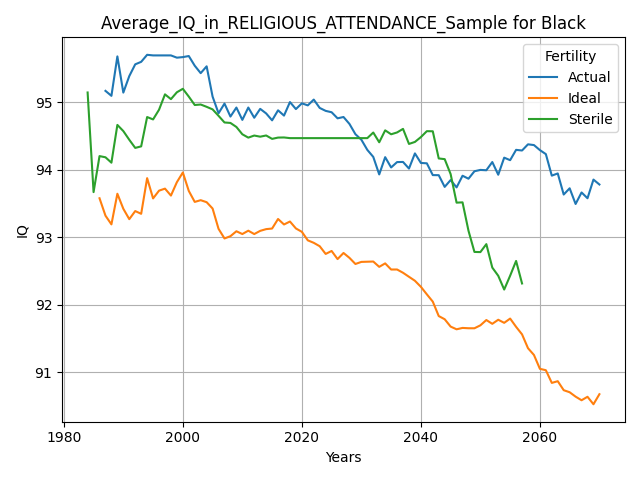 Average_IQ_in_RELIGIOUS_ATTENDANCE_Sample for Black
Fertility
Actual
Ideal
Sterile
IQ
95
94
93
92
91
1980
2000
2020
2040
2060
Years